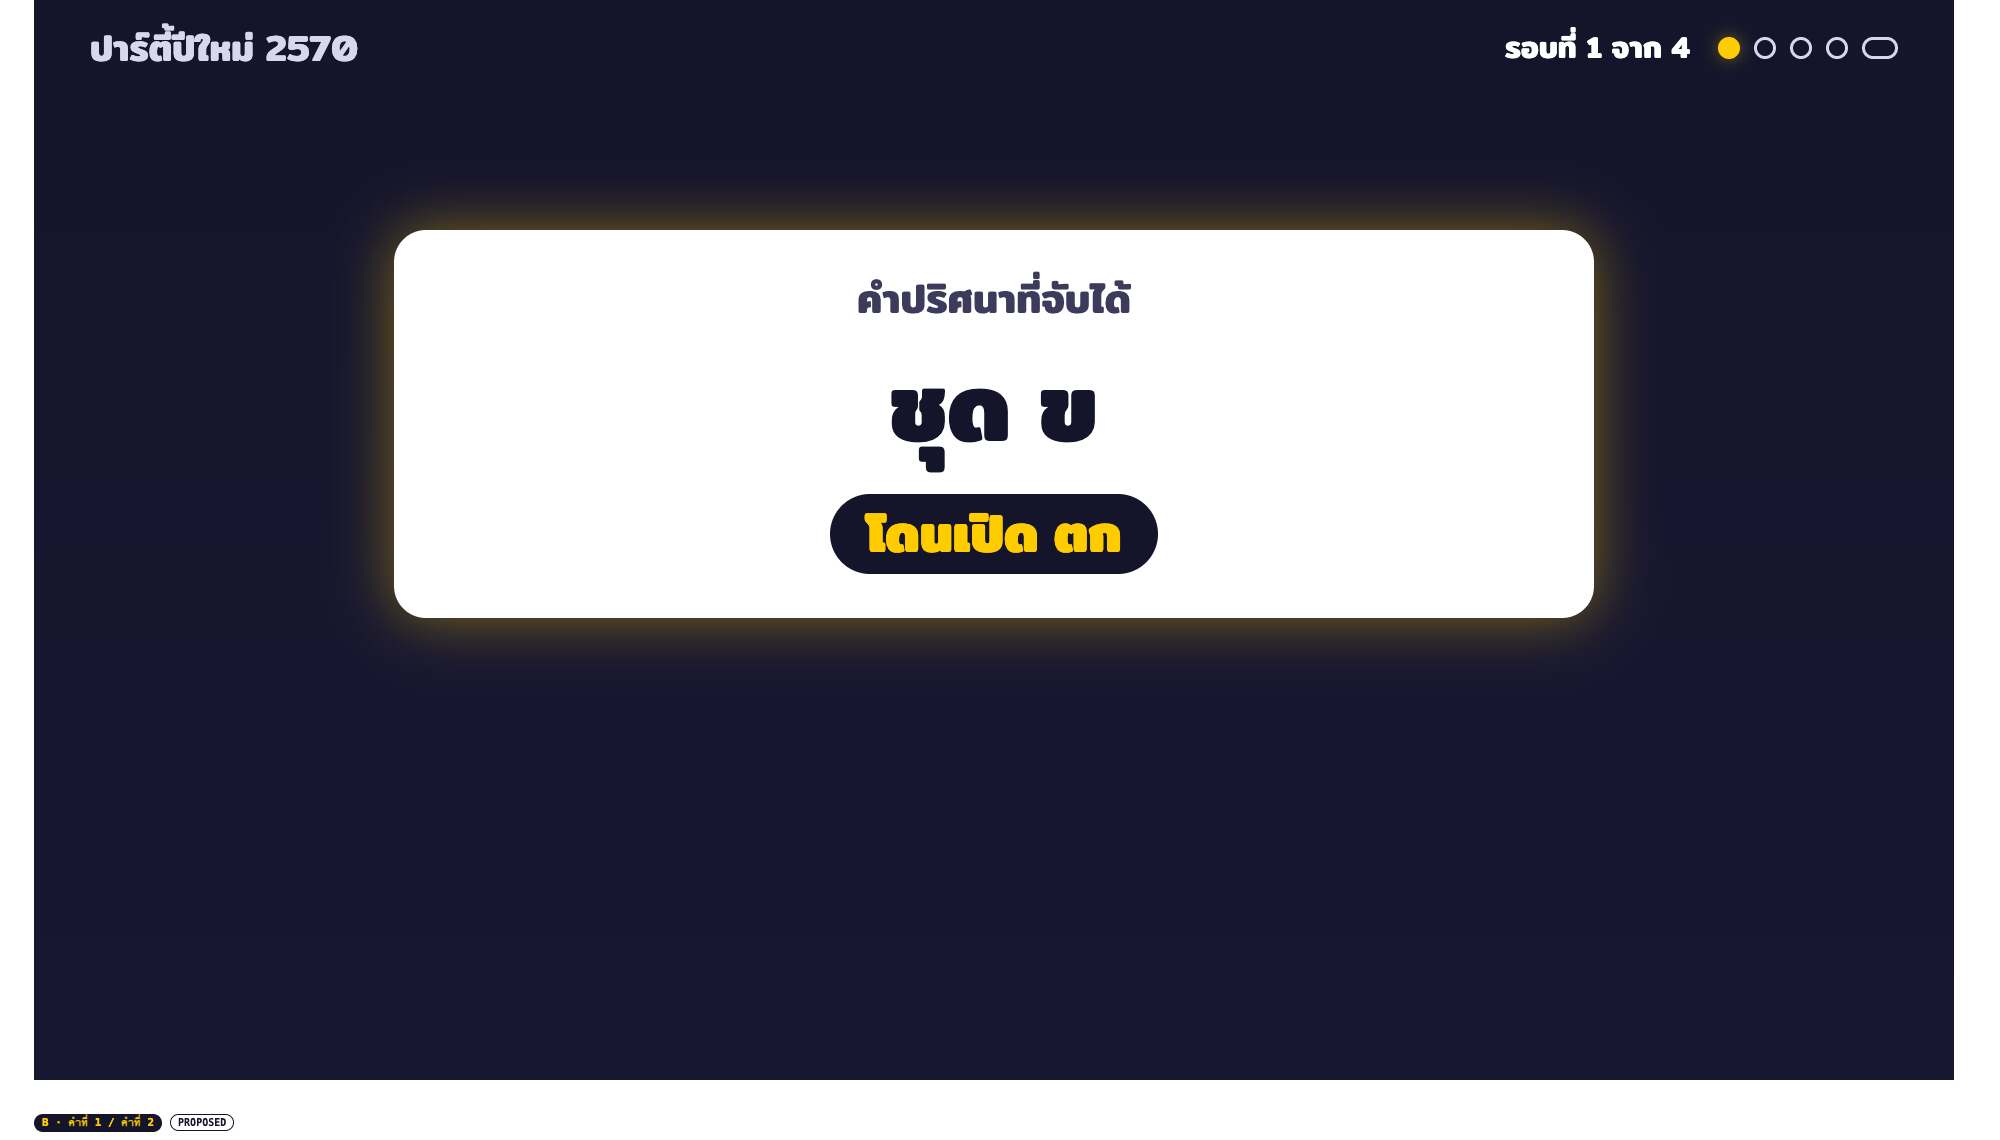 ปาร์ตี้ปีใหม่ 2570
รอบที่ 1 จาก 4
คำปริศนาที่จับได้
ชุด ข
โดนเปิด ตก
B · คำที่ 1 / คำที่ 2
PROPOSED